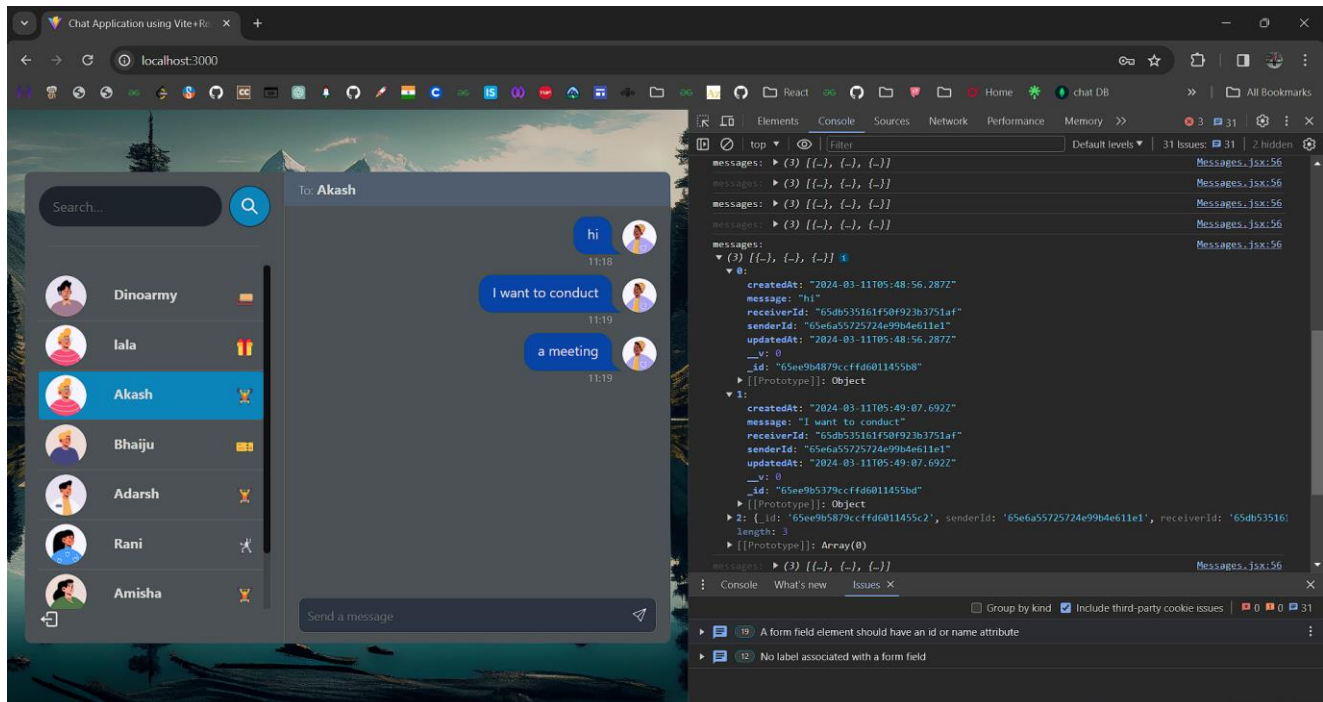 Chat Application using Vite+Re
localhost:3000
React
Home
chat DB
All Bookmarks
Elements Console Sources Network Performance Memory
3 31
top Filter Default levels 31 Issues: 31 2 hidden
messages: (3) [{…}, {…}, {…}] Messages.jsx:56
messages: (3) [{…}, {…}, {…}] Messages.jsx:56
messages: (3) [{…}, {…}, {…}] Messages.jsx:56
messages: (3) [{…}, {…}, {…}] Messages.jsx:56
messages: Messages.jsx:56
(3) [{…}, {…}, {…}]
0:
createdAt: "2024-03-11T05:48:56.287Z"
message: "hi"
receiverId: "65db535161f50f923b3751af"
senderId: "65e6a55725724e99b4e611e1"
updatedAt: "2024-03-11T05:48:56.287Z"
__v: 0
_id: "65ee9b4879ccffd6011455b8"
[[Prototype]]: Object
1:
createdAt: "2024-03-11T05:49:07.692Z"
message: "I want to conduct"
receiverId: "65db535161f50f923b3751af"
senderId: "65e6a55725724e99b4e611e1"
updatedAt: "2024-03-11T05:49:07.692Z"
__v: 0
_id: "65ee9b5379ccffd6011455bd"
[[Prototype]]: Object
2: {_id: '65ee9b5879ccffd6011455c2', senderId: '65e6a55725724e99b4e611e1', receiverId: '65db53516
length: 3
[[Prototype]]: Array(0)
messages: (3) [{…}, {…}, {…}] Messages.jsx:56
Console What's new Issues
Group by kind Include third-party cookie issues 0 0 31
19 A form field element should have an id or name attribute
12 No label associated with a form field
Search...
Dinoarmy
lala
Akash
Bhaiju
Adarsh
Rani
Amisha
To: Akash
hi
11:18
I want to conduct
11:19
a meeting
11:19
Send a message